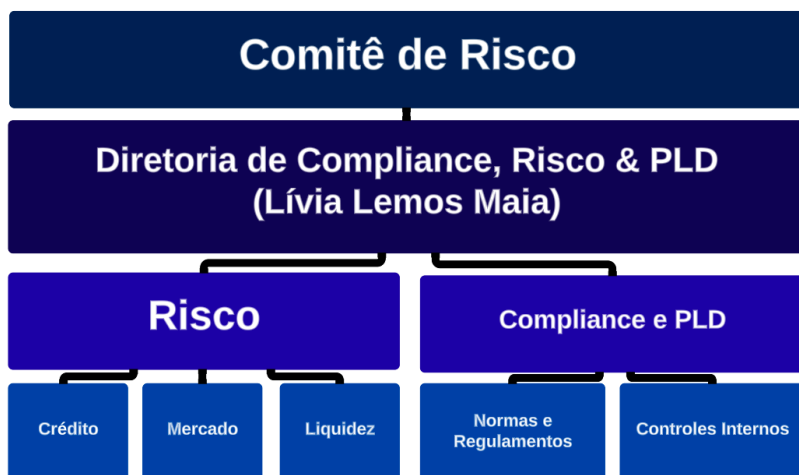 Comitê de Risco
Diretoria de Compliance, Risco & PLD
(Lívia Lemos Maia)
Risco
Compliance e PLD
Crédito
Mercado
Liquidez
Normas e
Regulamentos
Controles Internos